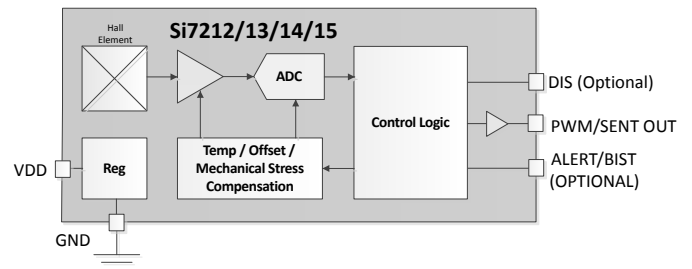 Hall
Element
Si7212/13/14/15
ADC
Control Logic
DIS (Optional)
PWM/SENT OUT
ALERT/BIST
(OPTIONAL)
Temp / Offset /
Mechanical Stress
Compensation
VDD
Reg
GND